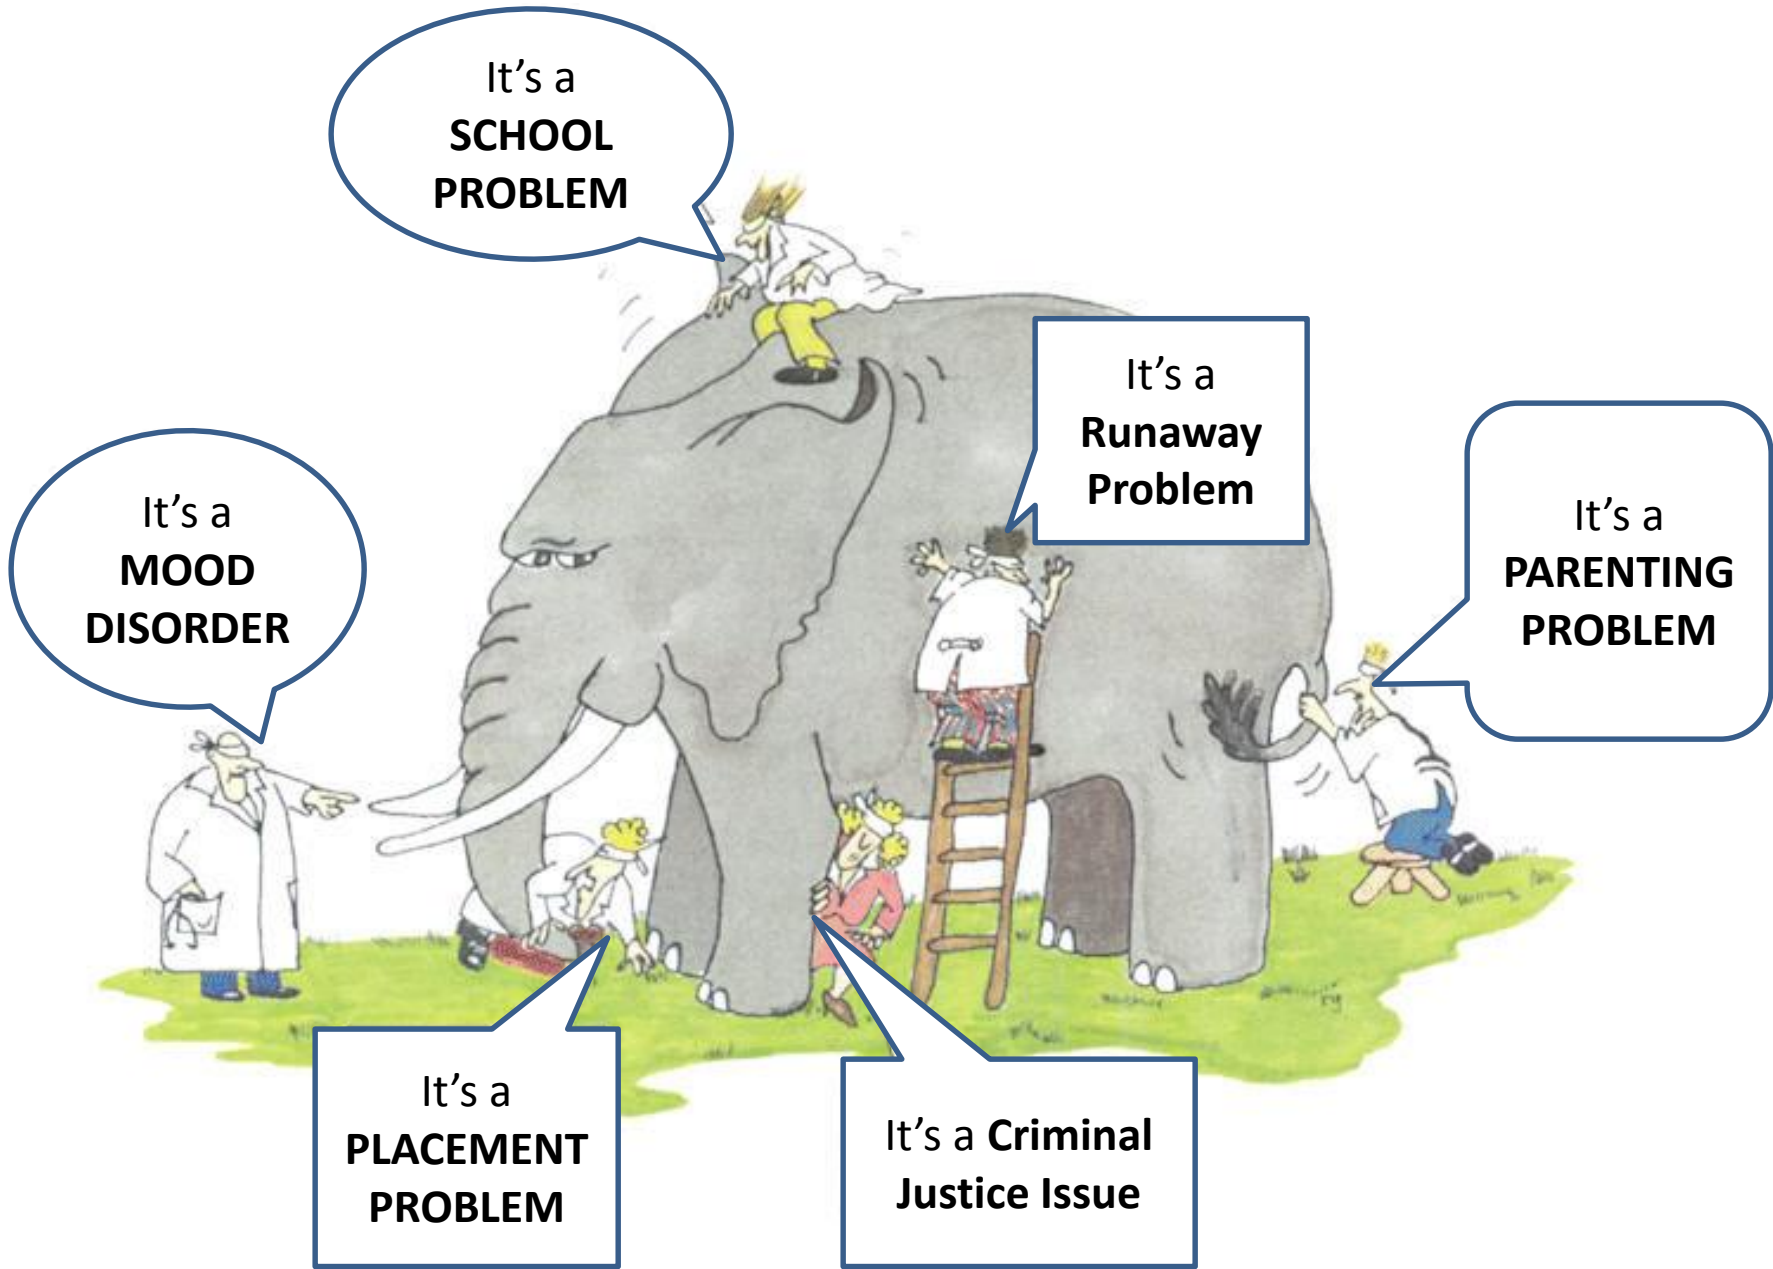 It’s a
SCHOOL
PROBLEM
It’s a
Runaway
Problem
It’s a
PARENTING
PROBLEM
It’s a
MOOD
DISORDER
It’s a
PLACEMENT
PROBLEM
It’s a Criminal
Justice Issue